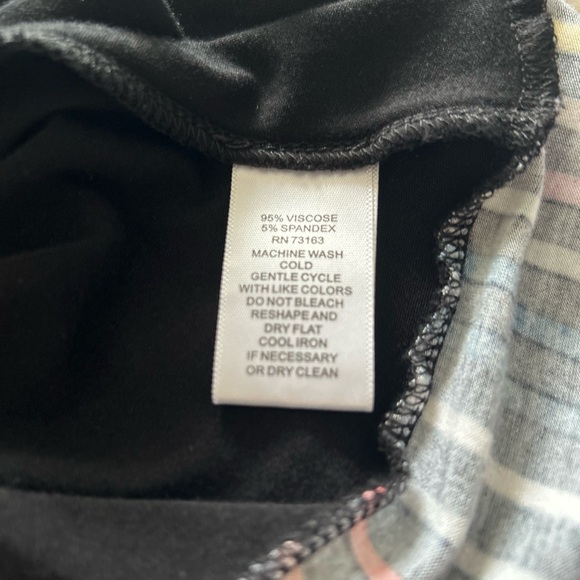 95% VISCOSE
5% SPANDEX
RN 73163
MACHINE WASH
COLD
GENTLE CYCLE
WITH LIKE COLORS
DO NOT BLEACH
RESHAPE AND
DRY FLAT
COOL IRON
IF NECESSARY
OR DRY CLEAN